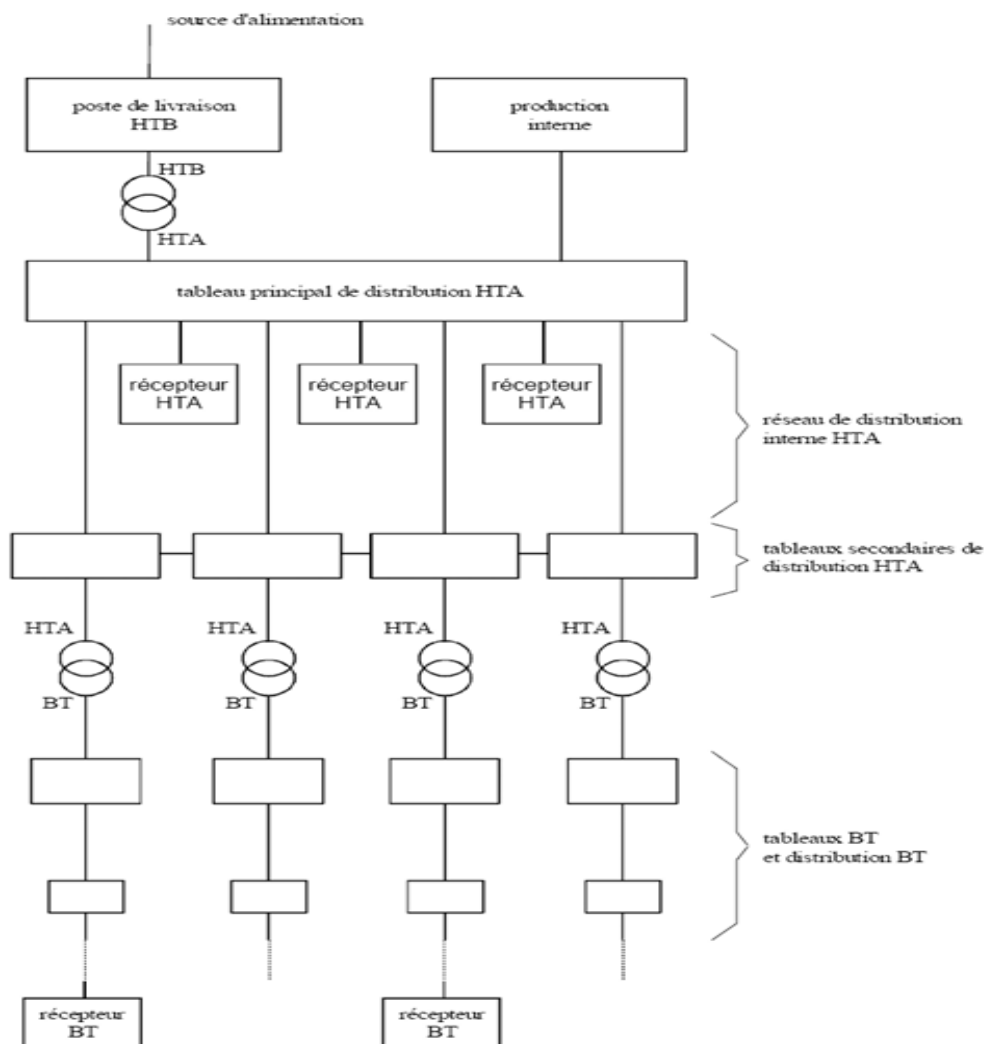 source d'alimentation
poste de livraison
HTB
production
interne
HTB
HTA
tableau principal de distribution HTA
récepteur
HTA
récepteur
HTA
récepteur
HTA
réseau de distribution
interne HTA
tableaux secondaires de
distribution HTA
HTA
HTA
HTA
HTA
BT
BT
BT
BT
tableaux BT
et distribution BT
récepteur
BT
récepteur
BT